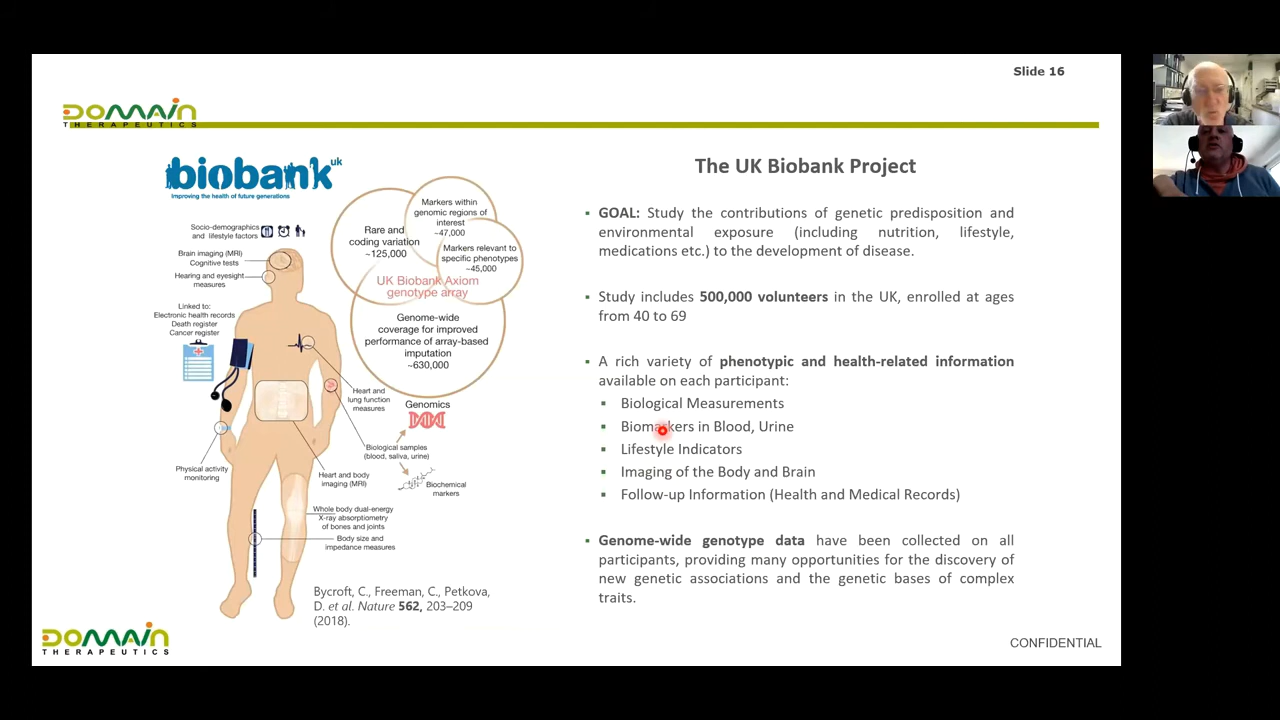 Slide 16
DOMAIN
THERAPEUTICS
biobank uk
Improving the health of future generations
The UK Biobank Project
Socio-demographics
and lifestyle factors
Brain imaging (MRI)
Cognitive tests
Hearing and eyesight
measures
Linked to:
Electronic health records
Death register
Cancer register
Physical activity
monitoring
Markers within
genomic regions of
interest
~47,000
Rare and
coding variation
~125,000
Markers relevant to
specific phenotypes
~45,000
UK Biobank Axiom
genotype array
Genome-wide
coverage for improved
performance of array-based
imputation
~630,000
Heart and
lung function
measures
Genomics
Biological samples
(blood, saliva, urine)
Biochemical
markers
Heart and body
imaging (MRI)
Whole body dual-energy
X-ray absorptiometry
of bones and joints
Body size and
impedance measures
Bycroft, C., Freeman, C., Petkova,
D. et al. Nature 562, 203–209
(2018).
▪ GOAL: Study the contributions of genetic predisposition and
environmental exposure (including nutrition, lifestyle,
medications etc.) to the development of disease.
▪ Study includes 500,000 volunteers in the UK, enrolled at ages
from 40 to 69
▪ A rich variety of phenotypic and health-related information
available on each participant:
▪ Biological Measurements
▪ Biomarkers in Blood, Urine
▪ Lifestyle Indicators
▪ Imaging of the Body and Brain
▪ Follow-up Information (Health and Medical Records)
▪ Genome-wide genotype data have been collected on all
participants, providing many opportunities for the discovery of
new genetic associations and the genetic bases of complex
traits.
DOMAIN
THERAPEUTICS
CONFIDENTIAL